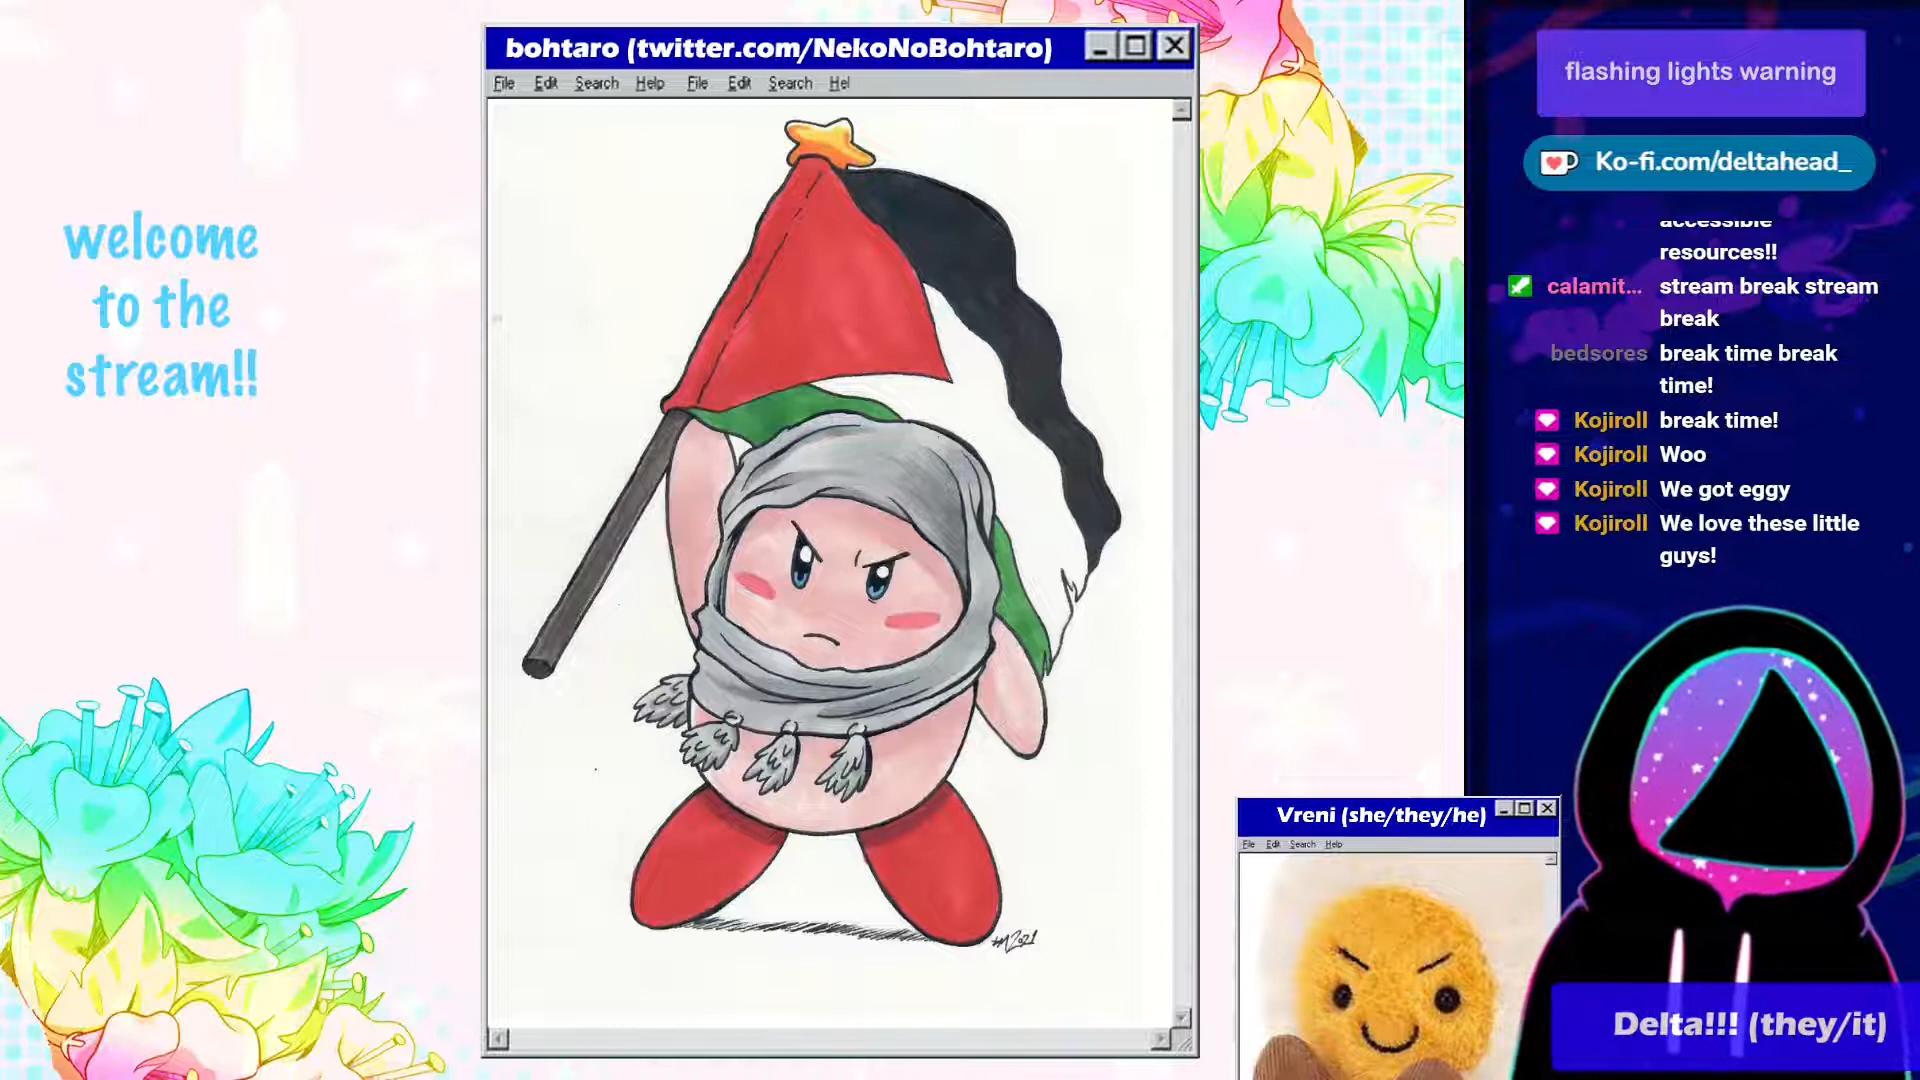 welcome
to the
stream!!
bohtaro (twitter.com/NekoNoBohtaro)
File Edit Search Help File Edit Search Hel
flashing lights warning
Ko-fi.com/deltahead_
accessible
resources!!
calamit... stream break stream
break
bedsores break time break
time!
Kojiroll break time!
Kojiroll Woo
Kojiroll We got eggy
Kojiroll We love these little
guys!
Vreni (she/they/he)
File Edit Search Help
Delta!!! (they/it)